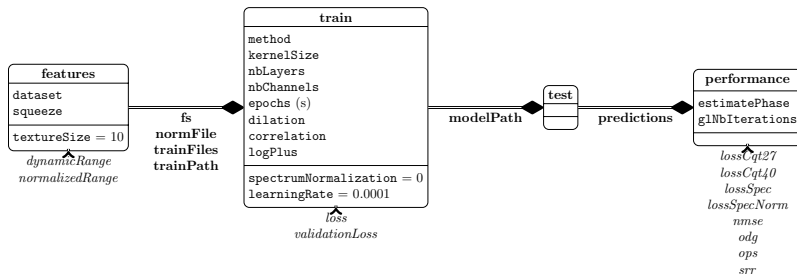 features
dataset
squeeze
textureSize = 10
dynamicRange
normalizedRange
fs
normFile
trainFiles
trainPath
train
method
kernelSize
nbLayers
nbChannels
epochs (s)
dilation
correlation
logPlus
spectrumNormalization = 0
learningRate = 0.0001
loss
validationLoss
modelPath
test
predictions
performance
estimatePhase
glNbIterations
lossCqt27
lossCqt40
lossSpec
lossSpecNorm
nmse
odg
ops
srr